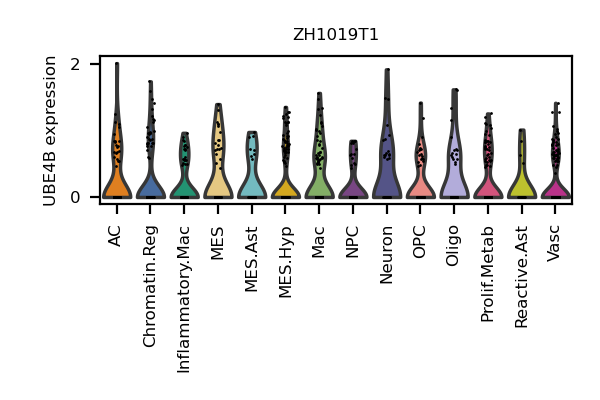 ZH1019T1
UBE4B expression
2
0
AC
Chromatin.Reg
Inflammatory.Mac
MES
MES.Ast
MES.Hyp
Mac
NPC
Neuron
OPC
Oligo
Prolif.Metab
Reactive.Ast
Vasc